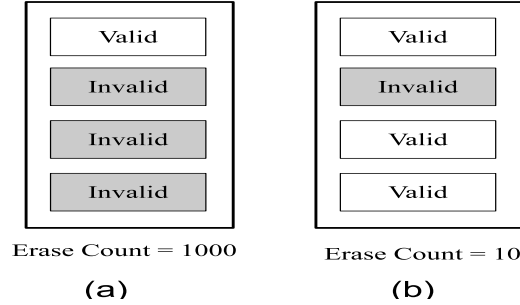 Valid
Invalid
Invalid
Invalid
Erase Count = 1000
(a)
Valid
Invalid
Valid
Valid
Erase Count = 10
(b)